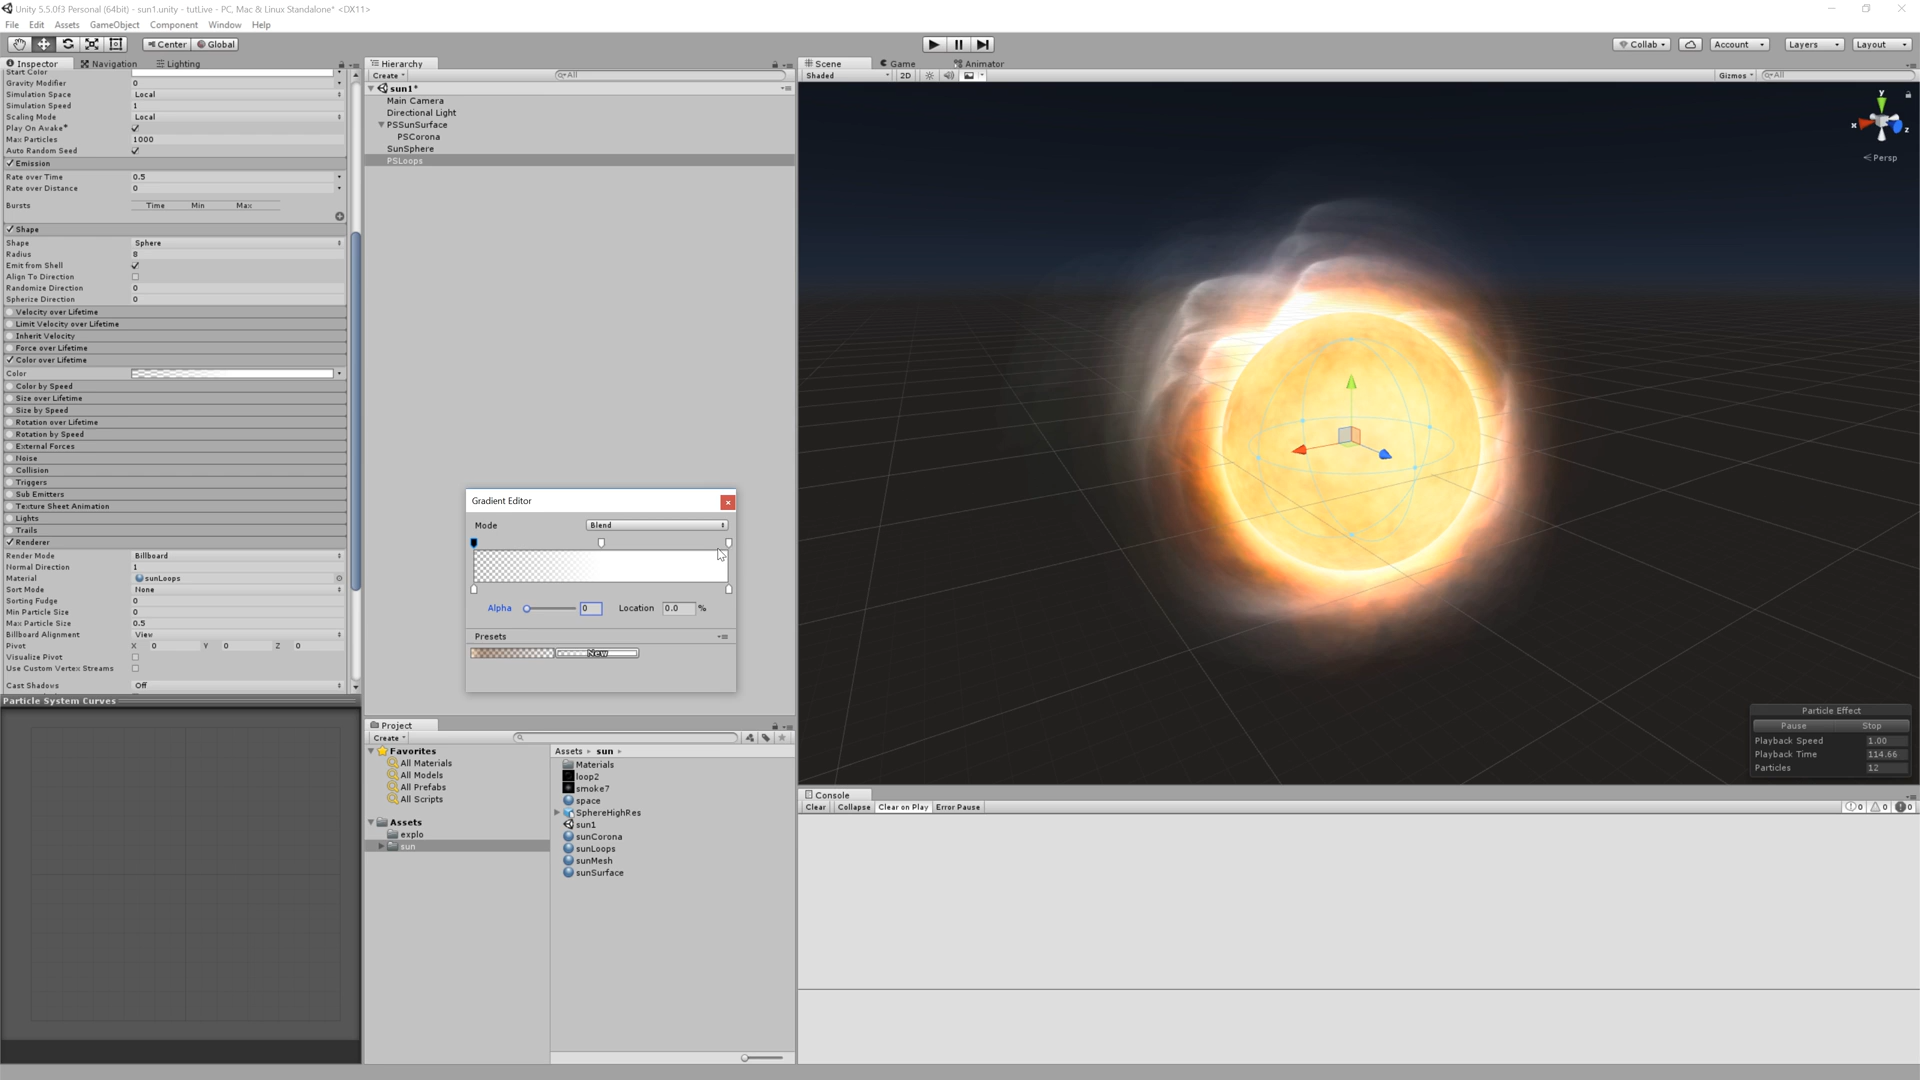 Unity 5.5.0f3 Personal (64bit) - sun1.unity - tutLive - PC, Mac & Linux Standalone* <DX11>
File Edit Assets GameObject Component Window Help
Center Global
Collab Account Layers Layout
Inspector Navigation Lighting
Start Color
Gravity Modifier 0
Simulation Space Local
Simulation Speed 1
Scaling Mode Local
Play On Awake*
Max Particles 1000
Auto Random Seed
Emission
Rate over Time 0.5
Rate over Distance 0
Bursts Time Min Max
Shape
Shape Sphere
Radius 8
Emit from Shell
Align To Direction
Randomize Direction 0
Spherize Direction 0
Velocity over Lifetime
Limit Velocity over Lifetime
Inherit Velocity
Force over Lifetime
Color over Lifetime
Color
Color by Speed
Size over Lifetime
Size by Speed
Rotation over Lifetime
Rotation by Speed
External Forces
Noise
Collision
Triggers
Sub Emitters
Texture Sheet Animation
Lights
Trails
Renderer
Render Mode Billboard
Normal Direction 1
Material sunLoops
Sort Mode None
Sorting Fudge 0
Min Particle Size 0
Max Particle Size 0.5
Billboard Alignment View
Pivot X 0 Y 0 Z 0
Visualize Pivot
Use Custom Vertex Streams
Cast Shadows Off
Particle System Curves
Hierarchy
Create All
sun1*
Main Camera
Directional Light
PSSunSurface
PSCorona
SunSphere
PSLoops
Gradient Editor
Mode Blend
Alpha 0 Location 0.0 %
Presets
New
Project
Create
Favorites
All Materials
All Models
All Prefabs
All Scripts
Assets
explo
sun
Assets sun
Materials
loop2
smoke7
space
SphereHighRes
sun1
sunCorona
sunLoops
sunMesh
sunSurface
Scene Game Animator
Shaded 2D Gizmos All
y
x
z
Persp
Particle Effect
Pause Stop
Playback Speed 1.00
Playback Time 114.66
Particles 12
Console
Clear Collapse Clear on Play Error Pause 0 0 0